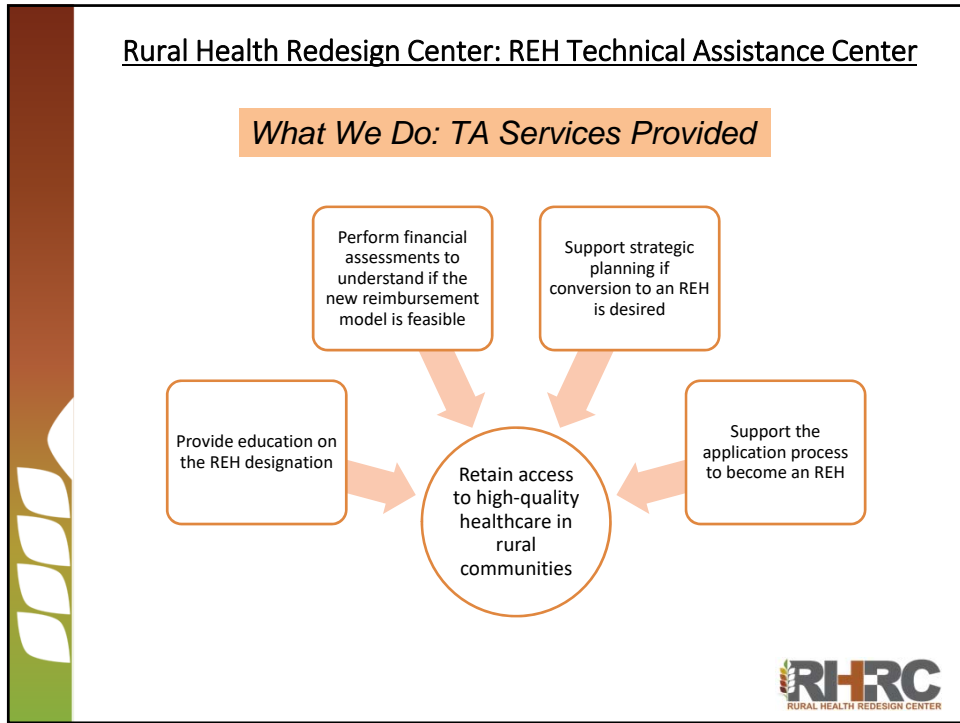 Rural Health Redesign Center: REH Technical Assistance Center
What We Do: TA Services Provided
Perform financial
assessments to
understand if the
new reimbursement
model is feasible
Support strategic
planning if
conversion to an REH
is desired
Provide education on
the REH designation
Support the
application process
to become an REH
Retain access
to high-quality
healthcare in
rural
communities
RHRC
RURAL HEALTH REDESIGN CENTER